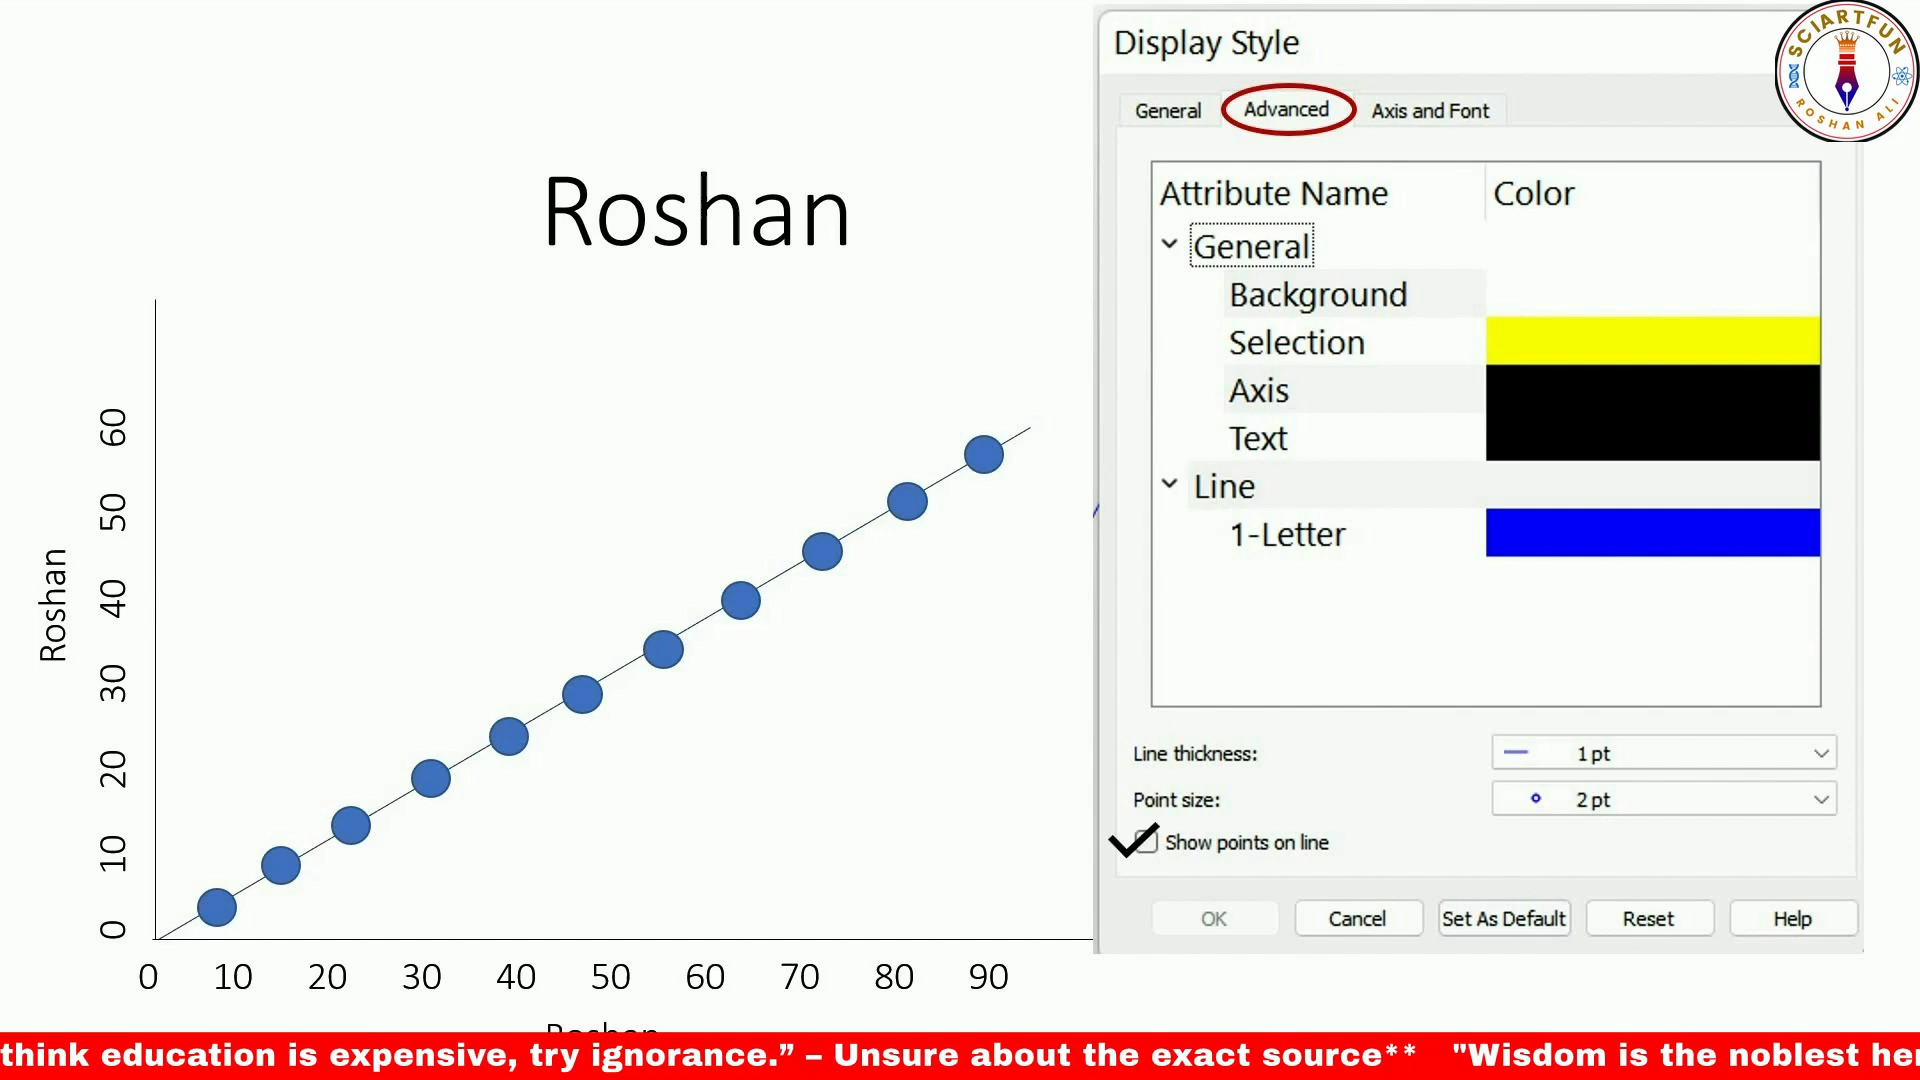 Roshan
Roshan
60
50
40
30
20
10
0
0 10 20 30 40 50 60 70 80 90
Display Style
General Advanced Axis and Font
Attribute Name Color
General
Background
Selection
Axis
Text
Line
1-Letter
Line thickness: 1 pt
Point size: 2 pt
Show points on line
OK Cancel Set As Default Reset Help
SCIARTFUN
ROSHAN ALI
Roshan
think education is expensive, try ignorance.” – Unsure about the exact source** "Wisdom is the noblest her